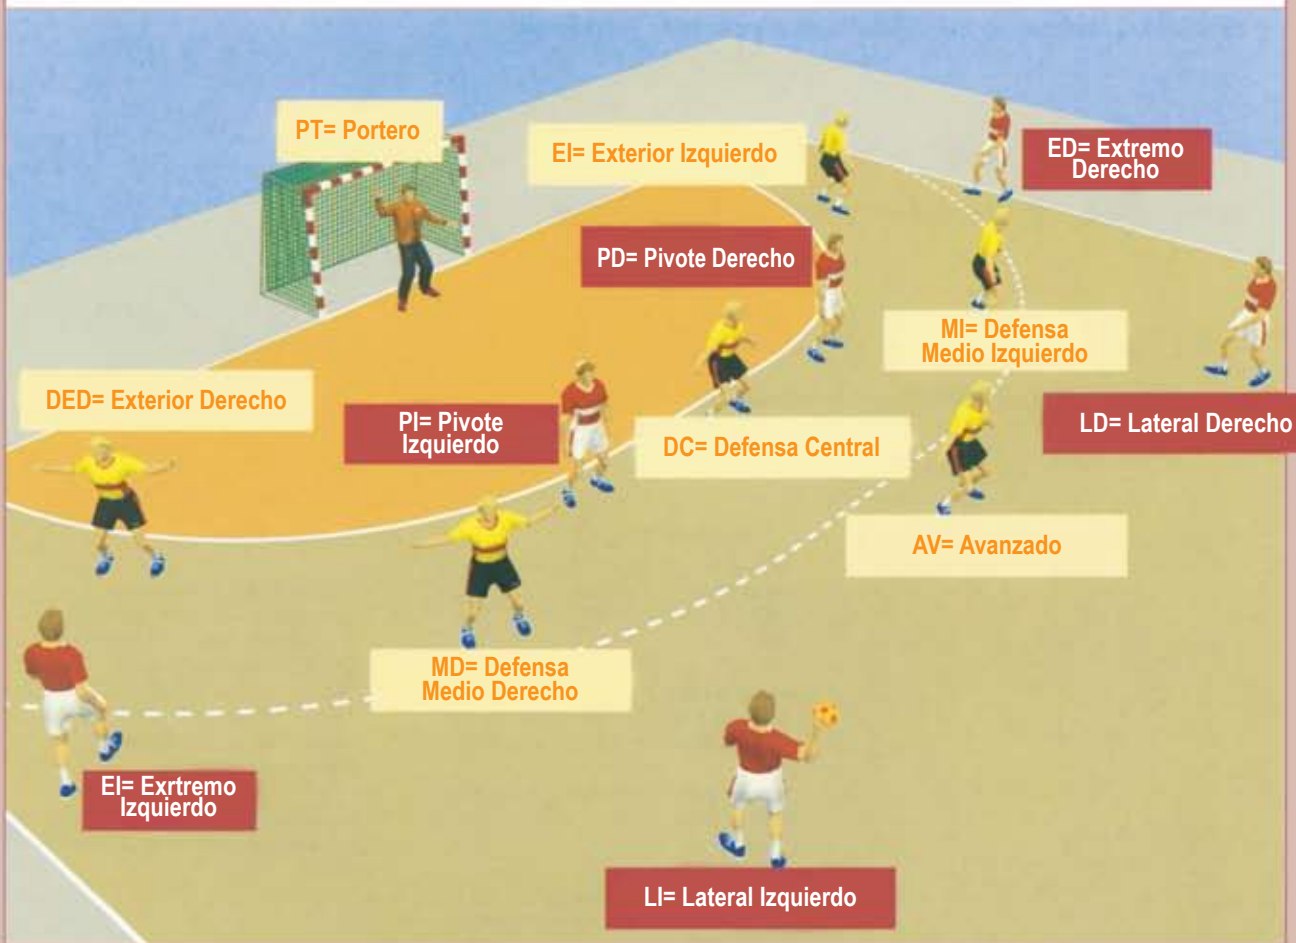 PT= Portero
EI= Exterior Izquierdo
ED= Extremo
Derecho
PD= Pivote Derecho
MI= Defensa
Medio Izquierdo
DED= Exterior Derecho
PI= Pivote
Izquierdo
DC= Defensa Central
LD= Lateral Derecho
AV= Avanzado
MD= Defensa
Medio Derecho
EI= Exrtremo
Izquierdo
LI= Lateral Izquierdo